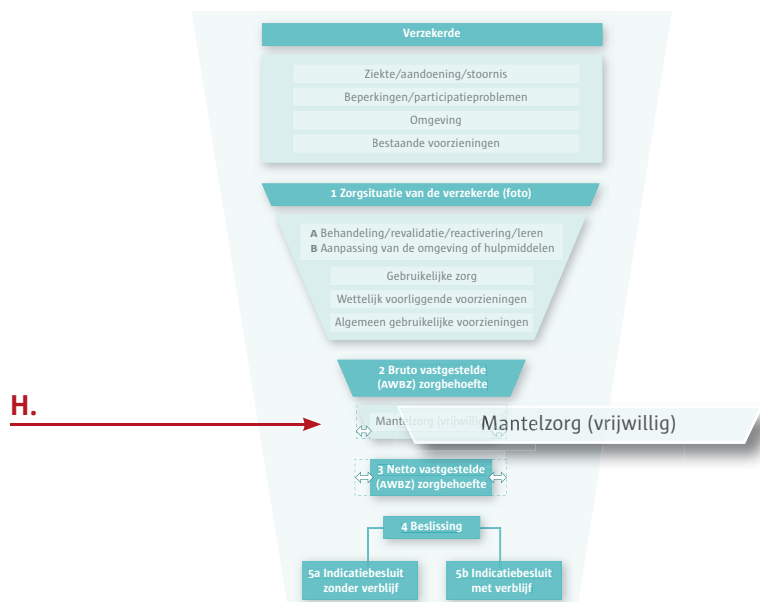 Verzekerde
Ziekte/aandoening/stoornis
Beperkingen/participatieproblemen
Omgeving
Bestaande voorzieningen
1 Zorgsituatie van de verzekerde (foto)
A Behandeling/revalidatie/reactivering/leren
B Aanpassing van de omgeving of hulpmiddelen
Gebruikelijke zorg
Wettelijk voorliggende voorzieningen
Algemeen gebruikelijke voorzieningen
2 Bruto vastgestelde
(AWBZ) zorgbehoefte
H.
Mantelzorg (vrijwillig)
Mantelzorg (vrijwillig)
3 Netto vastgestelde
(AWBZ) zorgbehoefte
4 Beslissing
5a Indicatiebesluit
zonder verblijf
5b Indicatiebesluit
met verblijf